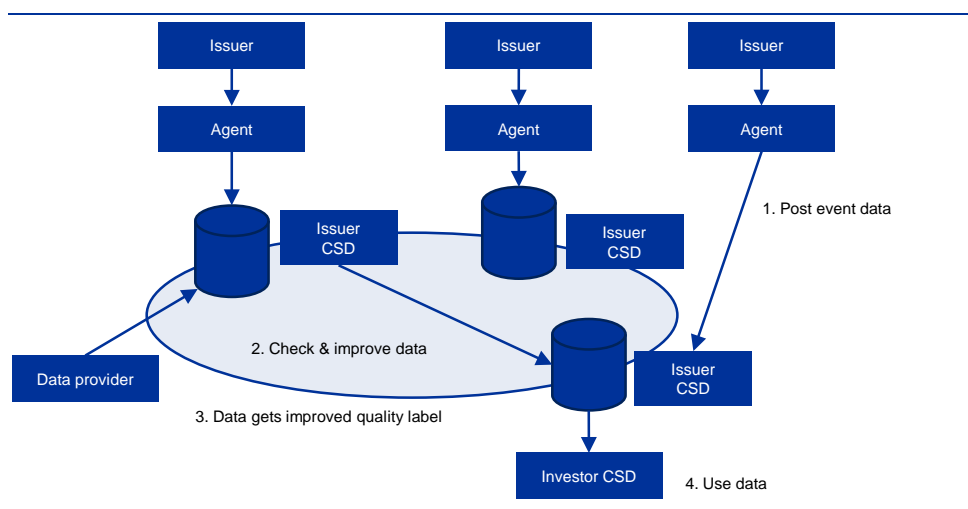 Issuer
Issuer
Issuer
Agent
Agent
Agent
1. Post event data
Issuer
CSD
Issuer
CSD
2. Check & improve data
Issuer
CSD
Data provider
3. Data gets improved quality label
Investor CSD
4. Use data